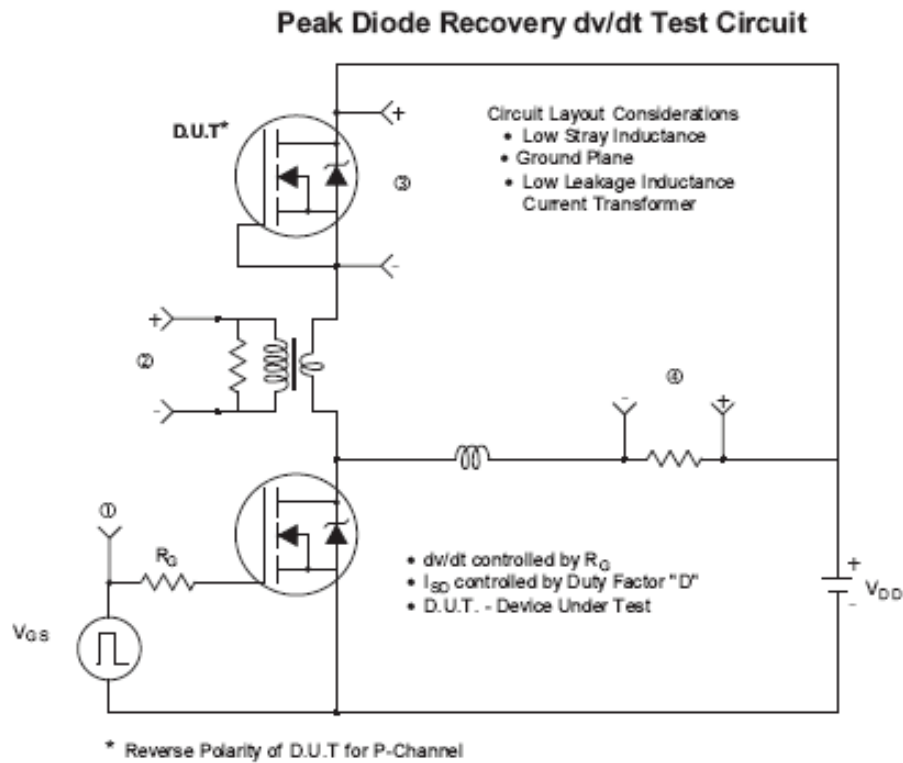 Peak Diode Recovery dv/dt Test Circuit
D.U.T*
+
Circuit Layout Considerations
• Low Stray Inductance
• Ground Plane
• Low Leakage Inductance
Current Transformer
③
-
+
②
-
④
-
+
①
RG
• dv/dt controlled by RG
• ISD controlled by Duty Factor "D"
• D.U.T. - Device Under Test
+
VDD
-
VGS
* Reverse Polarity of D.U.T for P-Channel